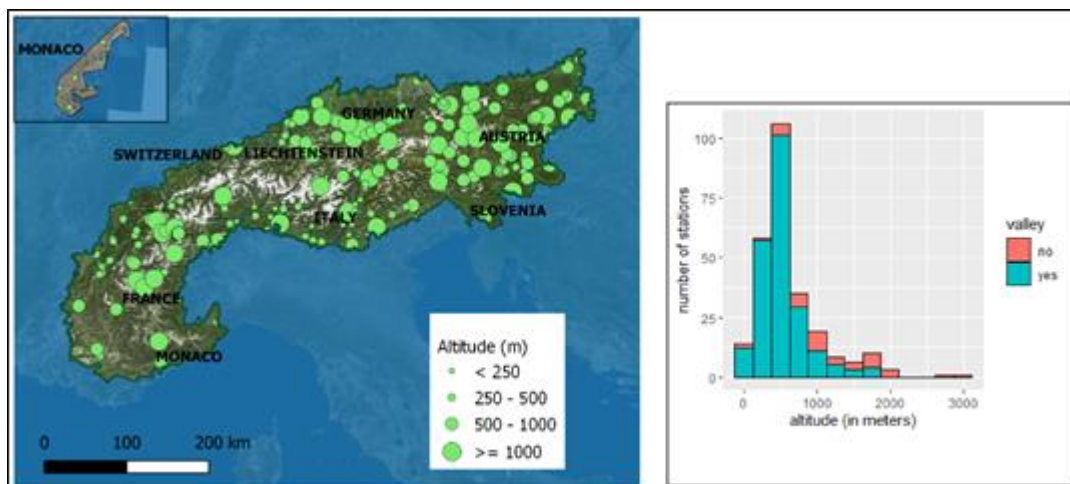 MONACO
GERMANY
AUSTRIA
SWITZERLAND
LIECHTENSTEIN
ITALY
SLOVENIA
FRANCE
MONACO
Altitude (m)
< 250
250 - 500
500 - 1000
>= 1000
0 100 200 km
number of stations
100
75
50
25
0
0 1000 2000 3000
altitude (in meters)
valley
no
yes